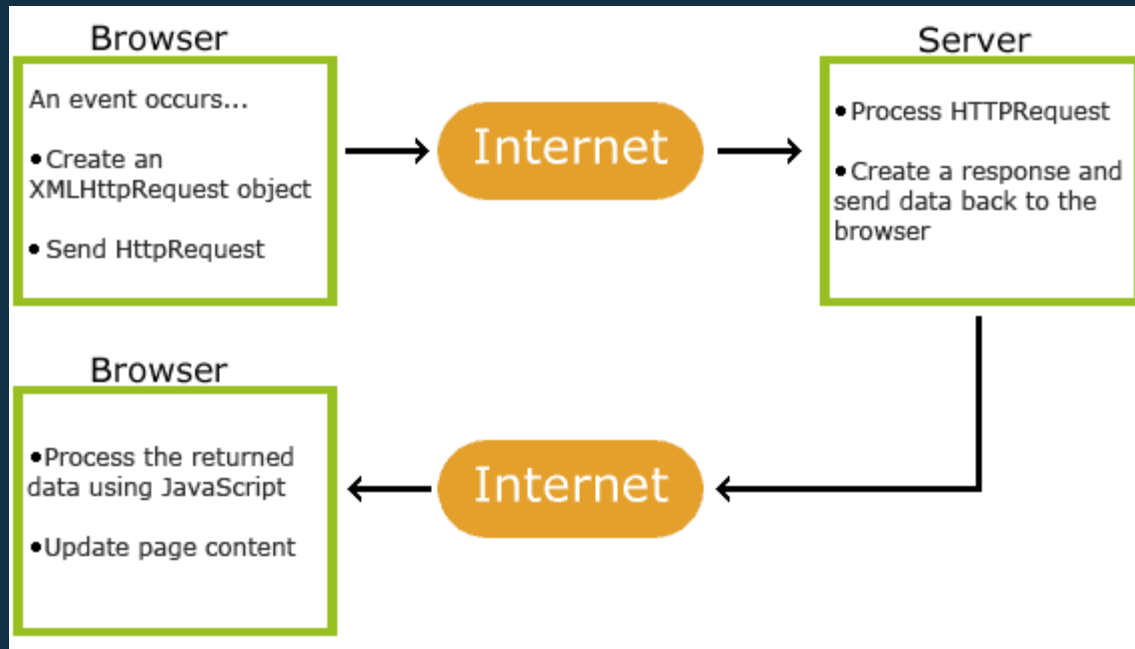 Browser
An event occurs...
•Create an
XMLHttpRequest object
• Send HttpRequest
Internet
Server
•Process HTTPRequest
•Create a response and
send data back to the
browser
Browser
•Process the returned
data using JavaScript
•Update page content
Internet